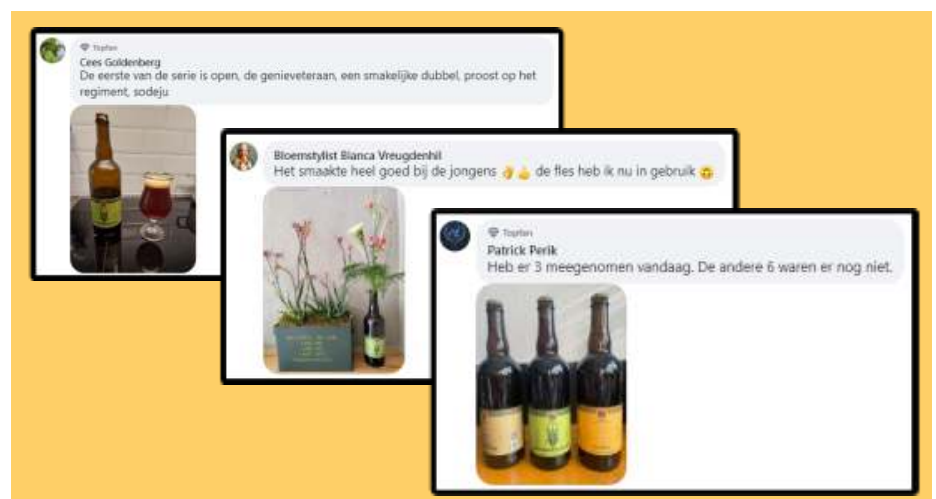 Topfan
Cees Goldenberg
De eerste van de serie is open, de genieveteraan, een smakelijke dubbel, proost op het
regiment, sodeju
Bloemstylist Bianca Vreugdenhil
Het smaakte heel goed bij de jongens 👌👍 de fles heb ik nu in gebruik 🙃
Topfan
Patrick Perik
Heb er 3 meegenomen vandaag. De andere 6 waren er nog niet.